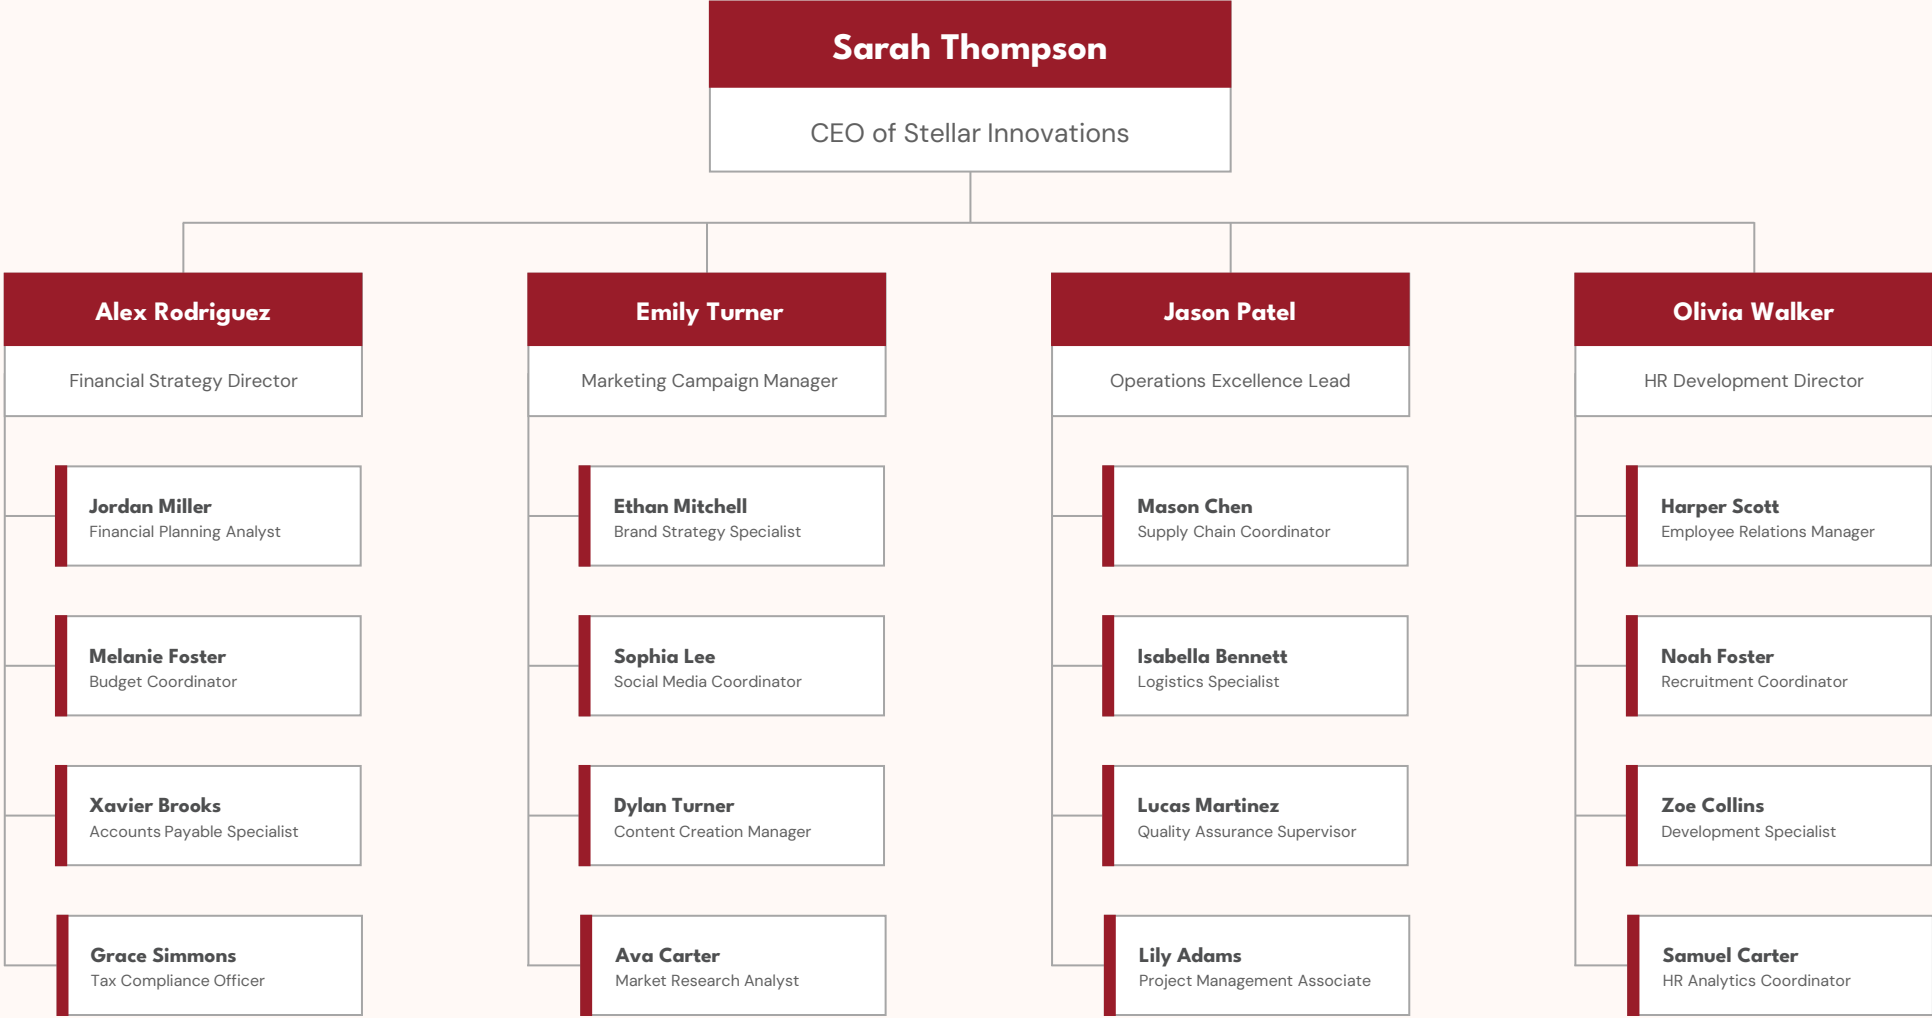 Sarah Thompson
CEO of Stellar Innovations
Alex Rodriguez
Financial Strategy Director
Jordan Miller
Financial Planning Analyst
Melanie Foster
Budget Coordinator
Xavier Brooks
Accounts Payable Specialist
Grace Simmons
Tax Compliance Officer
Emily Turner
Marketing Campaign Manager
Ethan Mitchell
Brand Strategy Specialist
Sophia Lee
Social Media Coordinator
Dylan Turner
Content Creation Manager
Ava Carter
Market Research Analyst
Jason Patel
Operations Excellence Lead
Mason Chen
Supply Chain Coordinator
Isabella Bennett
Logistics Specialist
Lucas Martinez
Quality Assurance Supervisor
Lily Adams
Project Management Associate
Olivia Walker
HR Development Director
Harper Scott
Employee Relations Manager
Noah Foster
Recruitment Coordinator
Zoe Collins
Development Specialist
Samuel Carter
HR Analytics Coordinator